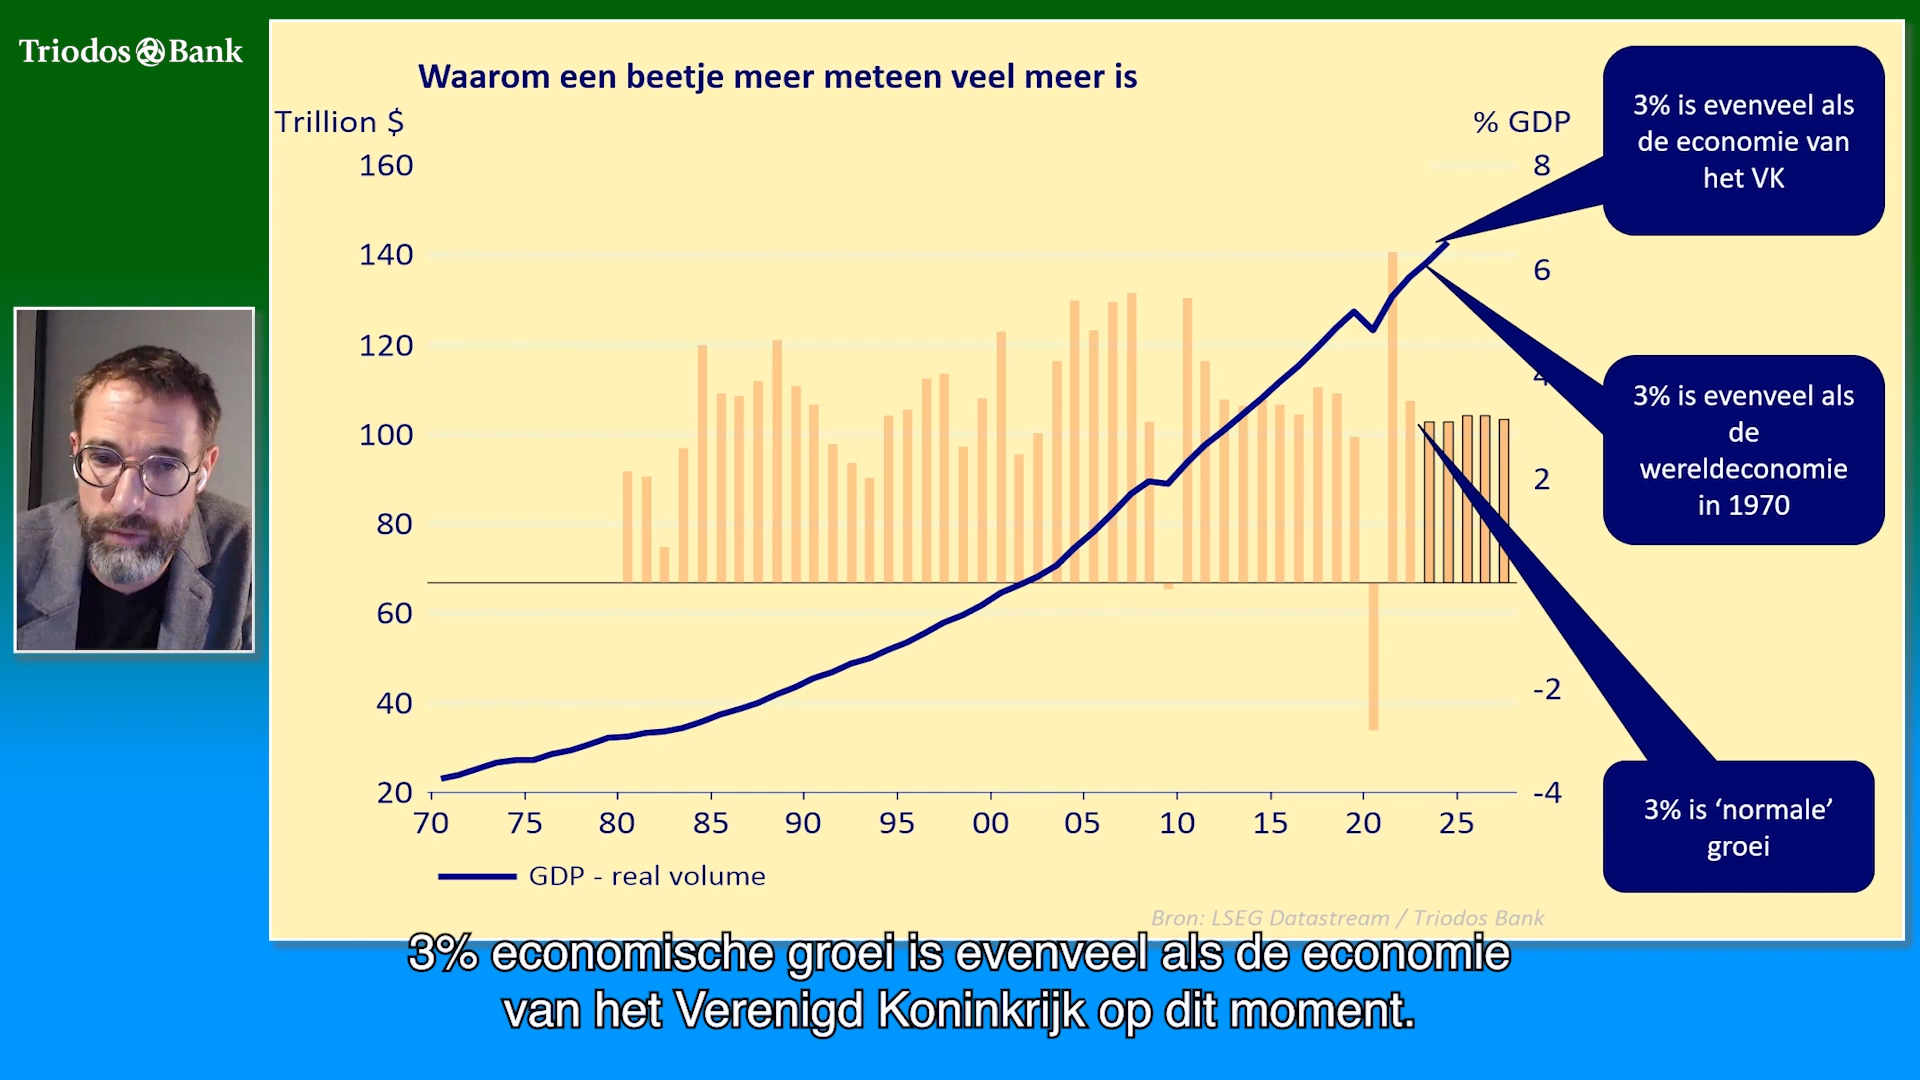 Triodos Bank
Waarom een beetje meer meteen veel meer is
Trillion $
% GDP
160
140
120
100
80
60
40
20
8
6
4
2
-2
-4
70 75 80 85 90 95 00 05 10 15 20 25
GDP - real volume
Bron: LSEG Datastream / Triodos Bank
3% is evenveel als
de economie van
het VK
3% is evenveel als
de
wereldeconomie
in 1970
3% is ‘normale’
groei
3% economische groei is evenveel als de economie
van het Verenigd Koninkrijk op dit moment.